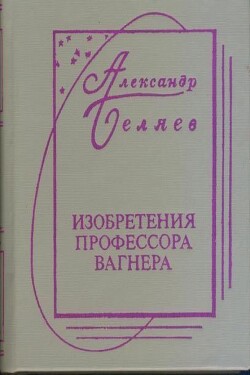 Александр
Беляев
ИЗОБРЕТЕНИЯ
ПРОФЕССОРА
ВАГНЕРА